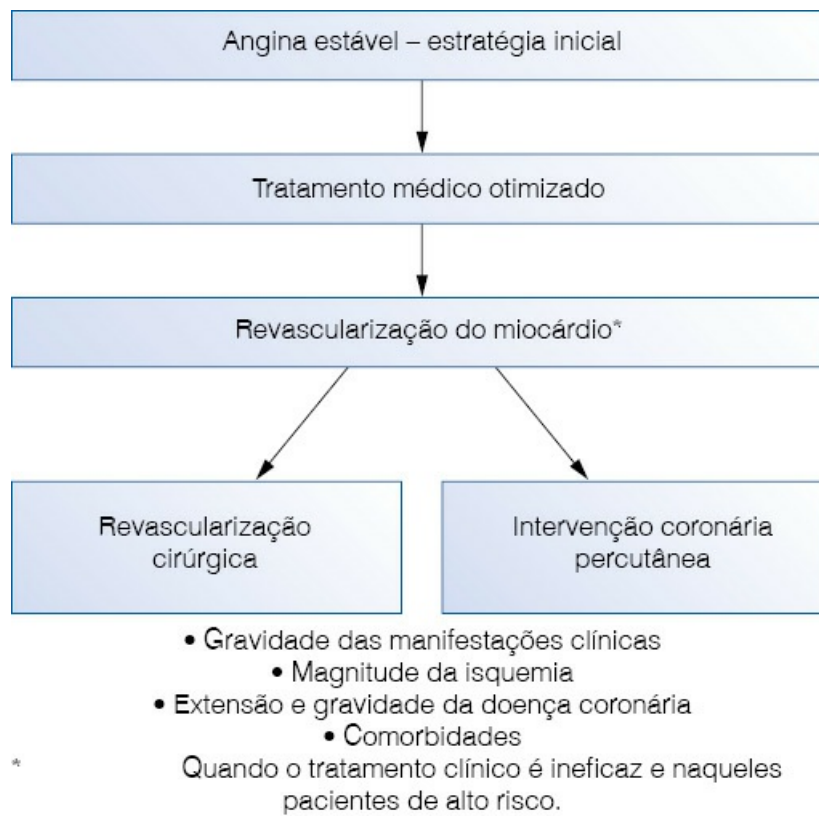 Angina estável – estratégia inicial
Tratamento médico otimizado
Revascularização do miocárdio*
Revascularização
cirúrgica
Intervenção coronária
percutânea
• Gravidade das manifestações clínicas
• Magnitude da isquemia
• Extensão e gravidade da doença coronária
• Comorbidades
* Quando o tratamento clínico é ineficaz e naqueles
pacientes de alto risco.